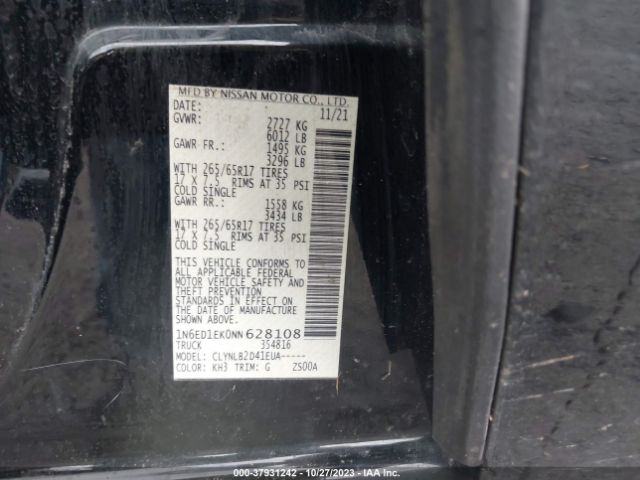 MFD BY NISSAN MOTOR CO., LTD.
DATE: 11/21
GVWR: 2727 KG
6012 LB
GAWR FR.: 1495 KG
3296 LB
WITH 265/65R17 TIRES
17 X 7.5 RIMS AT 35 PSI
COLD SINGLE
GAWR RR.: 1558 KG
3434 LB
WITH 265/65R17 TIRES
17 X 7.5 RIMS AT 35 PSI
COLD SINGLE
THIS VEHICLE CONFORMS TO
ALL APPLICABLE FEDERAL
MOTOR VEHICLE SAFETY AND
THEFT PREVENTION
STANDARDS IN EFFECT ON
THE DATE OF MANUFACTURE
SHOWN ABOVE.
1N6ED1EK0NN628108
TRUCK 354816
MODEL: CLYNLB2D41EUA-----
COLOR: KH3 TRIM: G ZS00A
000-37931242 - 10/27/2023 - IAA Inc.